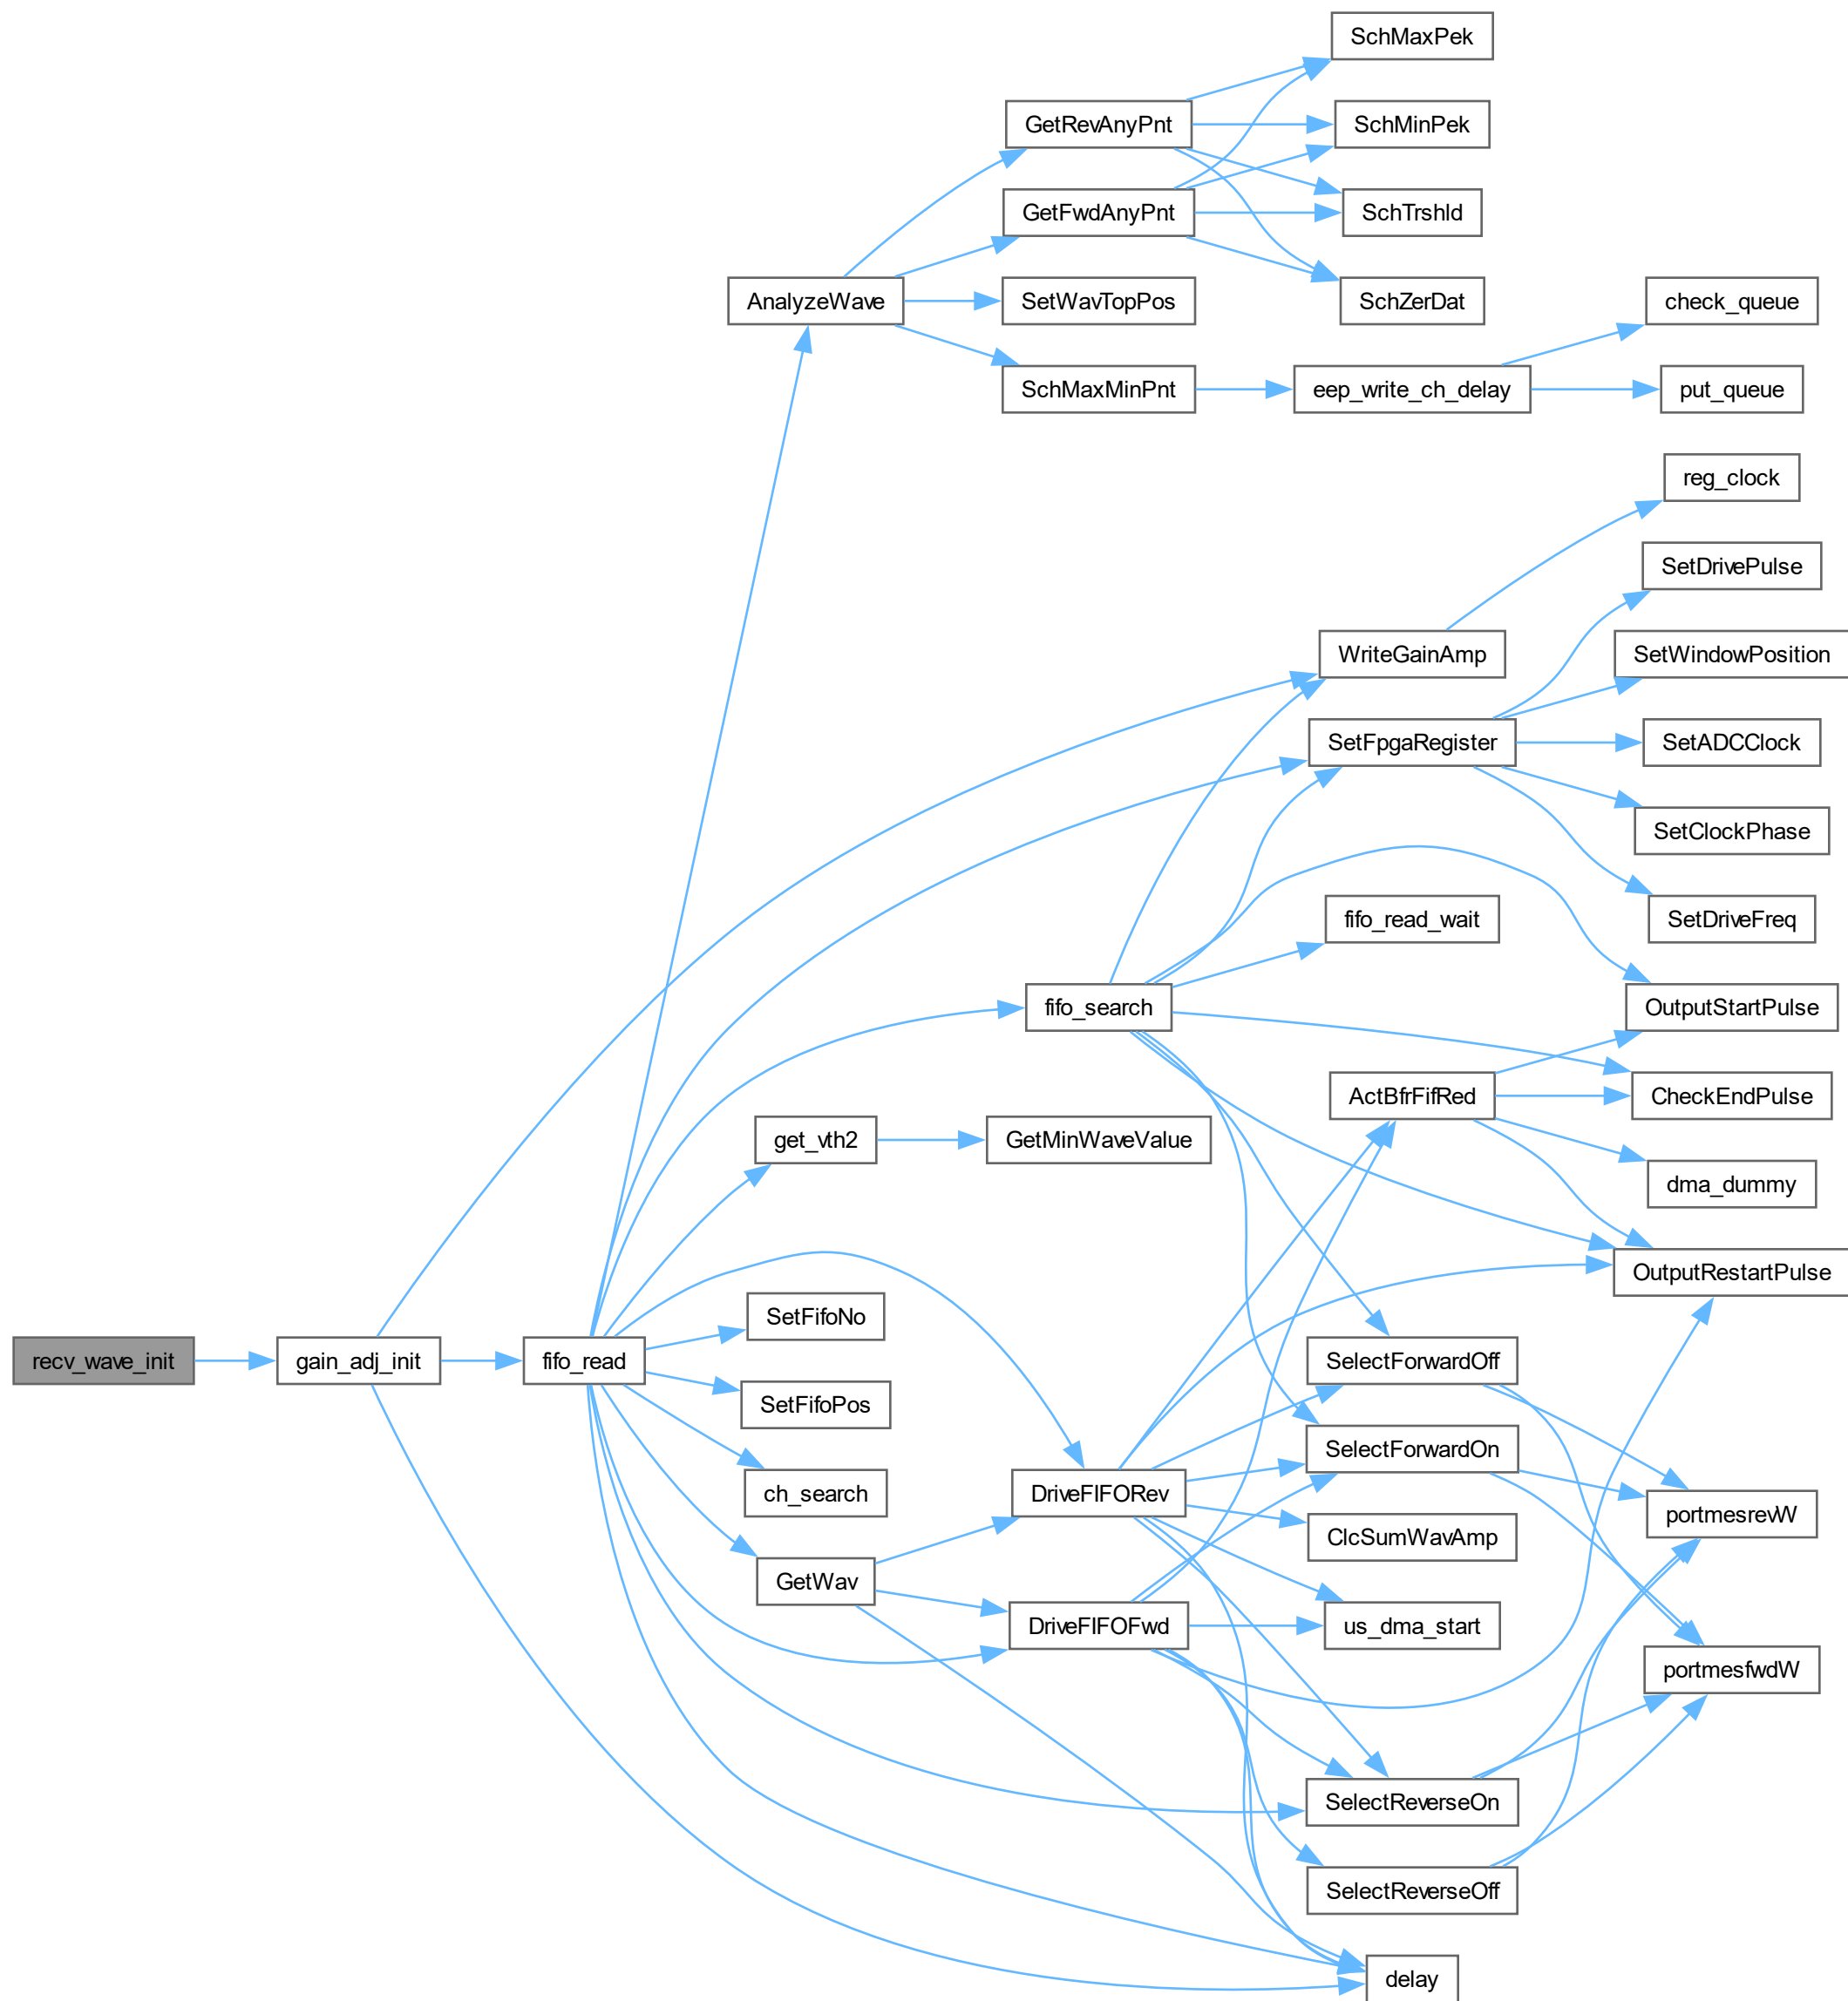 SchMaxPek
GetRevAnyPnt
SchMinPek
GetFwdAnyPnt
SchTrshld
AnalyzeWave
SetWavTopPos
SchZerDat
check_queue
SchMaxMinPnt
eep_write_ch_delay
put_queue
reg_clock
SetDrivePulse
WriteGainAmp
SetWindowPosition
SetFpgaRegister
SetADCClock
SetClockPhase
fifo_read_wait
SetDriveFreq
fifo_search
OutputStartPulse
ActBfrFifRed
CheckEndPulse
get_vth2
GetMinWaveValue
dma_dummy
OutputRestartPulse
SetFifoNo
recv_wave_init
gain_adj_init
fifo_read
SelectForwardOff
SetFifoPos
SelectForwardOn
ch_search
DriveFIFORev
portmesrevW
ClcSumWavAmp
GetWav
DriveFIFOFwd
us_dma_start
portmesfwdW
SelectReverseOn
SelectReverseOff
delay